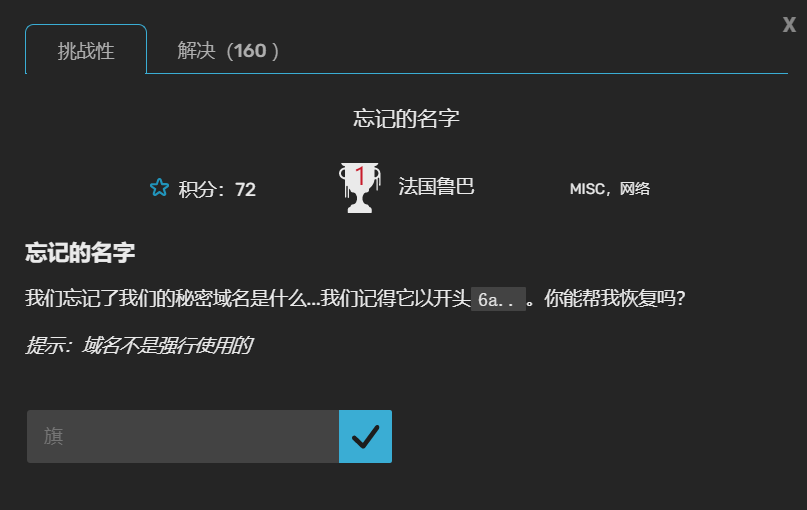 X
挑战性 解决（160 ）
忘记的名字
积分：72 1 法国鲁巴 MISC，网络
忘记的名字
我们忘记了我们的秘密域名是什么...我们记得它以开头 6a.. 。你能帮我恢复吗？
提示：域名不是强行使用的
旗